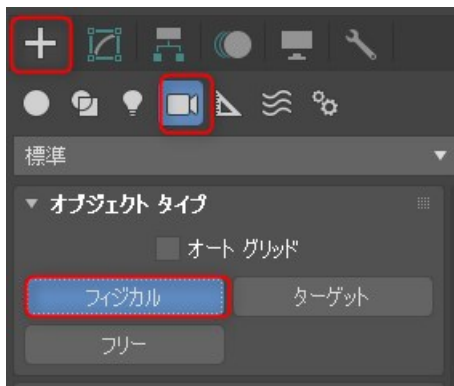 標準
オブジェクト タイプ
オート グリッド
フィジカル ターゲット
フリー